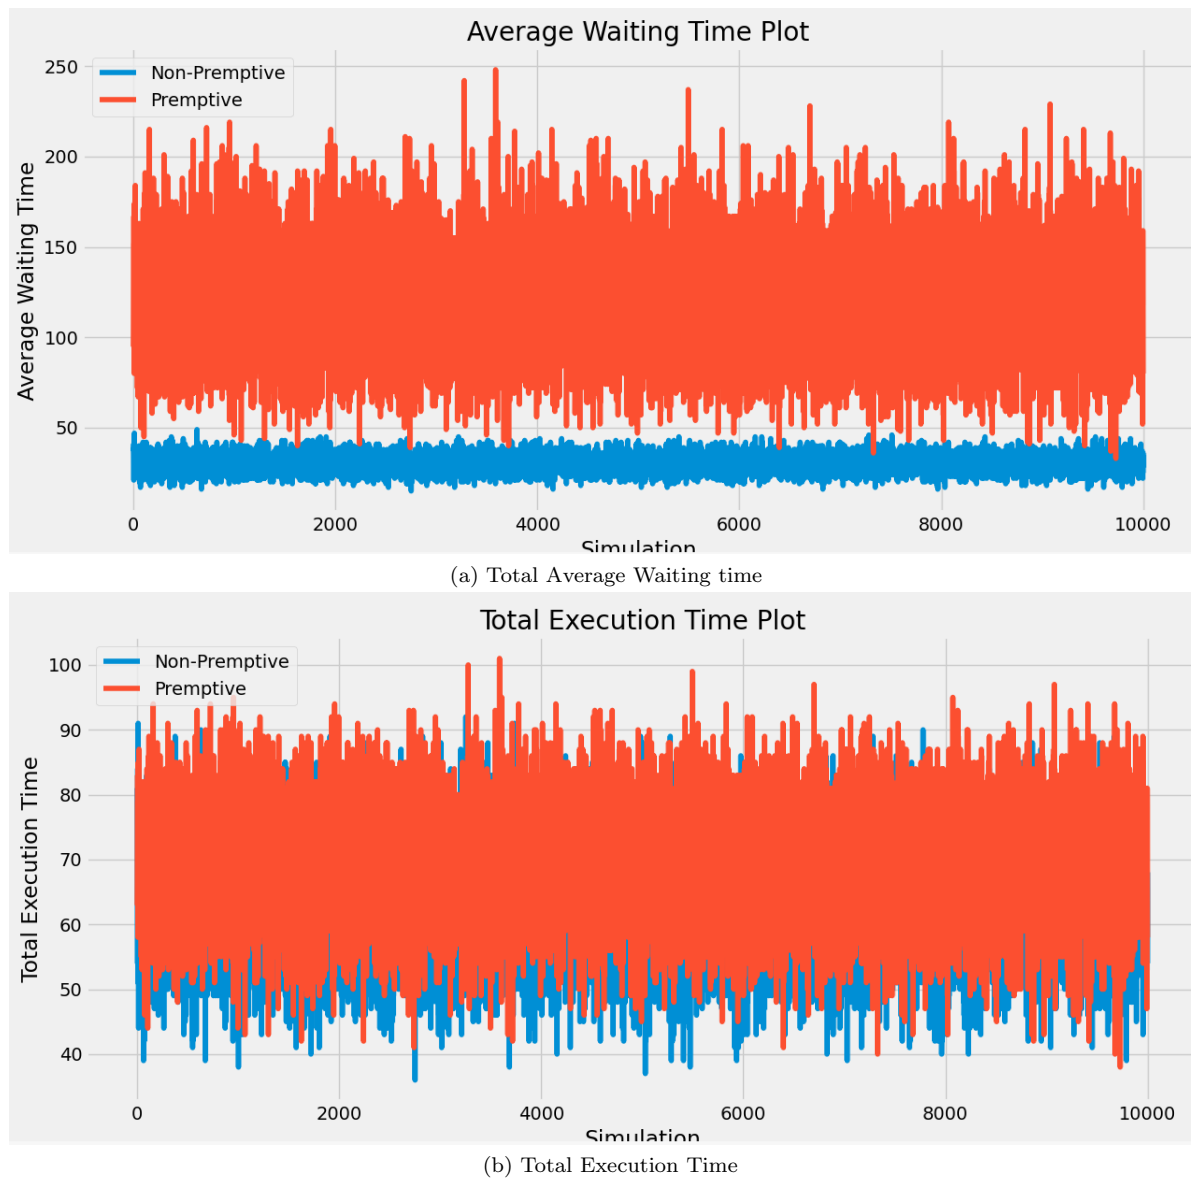 Average Waiting Time Plot
Non-Premptive
Premptive
Average Waiting Time
250
200
150
100
50
0 2000 4000 6000 8000 10000
Simulation
(a) Total Average Waiting time
Total Execution Time Plot
Non-Premptive
Premptive
Total Execution Time
100
90
80
70
60
50
40
0 2000 4000 6000 8000 10000
Simulation
(b) Total Execution Time